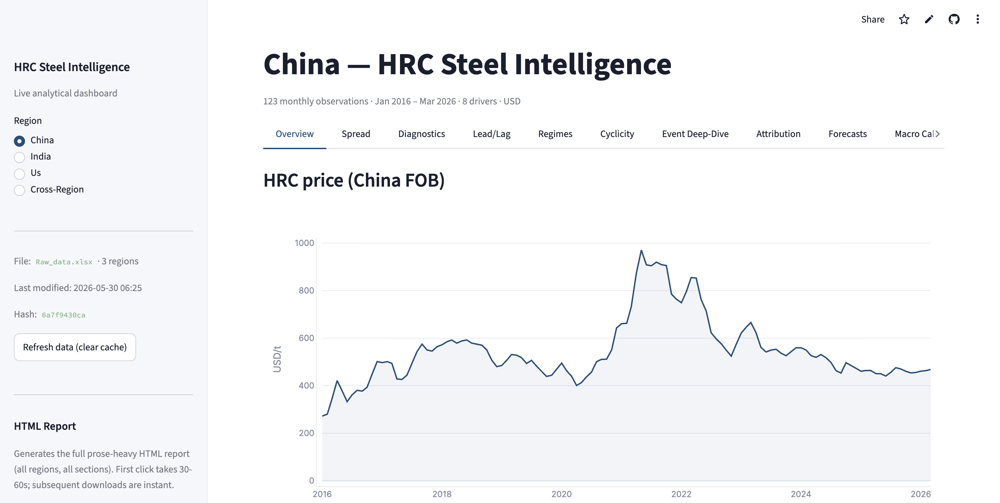 Share
HRC Steel Intelligence
Live analytical dashboard
Region
China
India
Us
Cross-Region
File: Raw_data.xlsx · 3 regions
Last modified: 2026-05-30 06:25
Hash: 6a7f9430ca
Refresh data (clear cache)
HTML Report
Generates the full prose-heavy HTML report
(all regions, all sections). First click takes 30-
60s; subsequent downloads are instant.
China — HRC Steel Intelligence
123 monthly observations · Jan 2016 – Mar 2026 · 8 drivers · USD
Overview Spread Diagnostics Lead/Lag Regimes Cyclicity Event Deep-Dive Attribution Forecasts Macro Cal
HRC price (China FOB)
1000
800
600
400
200
0
USD/t
2016 2018 2020 2022 2024 2026